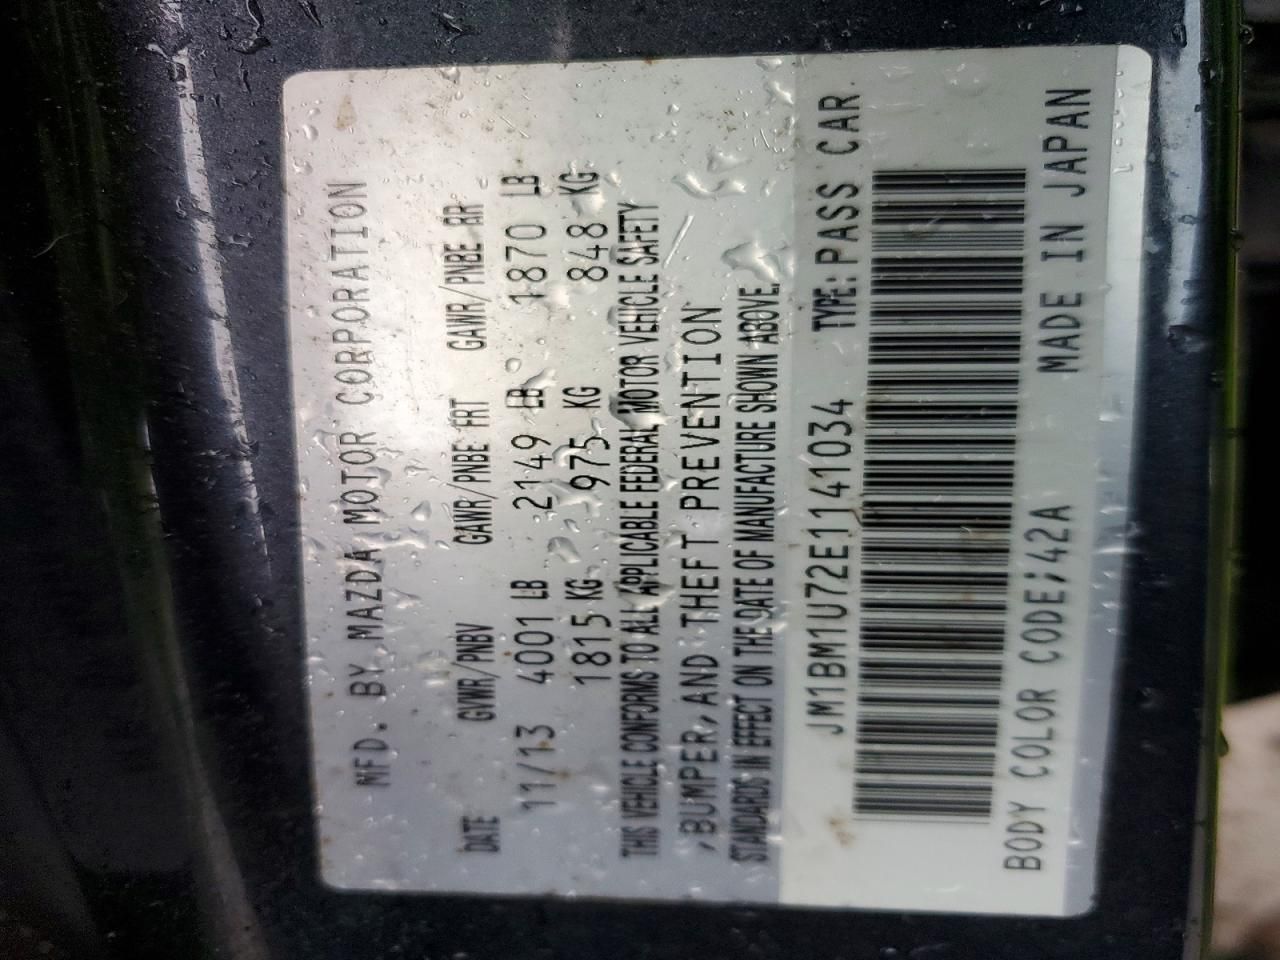 MFD. BY MAZDA MOTOR CORPORATION
DATE GVWR/PNBV GAWR/PNBE FRT GAWR/PNBE RR
11/13 4001 LB 2149 LB 1870 LB
1815 KG 975 KG 848 KG
THIS VEHICLE CONFORMS TO ALL APPLICABLE FEDERAL MOTOR VEHICLE SAFETY
,BUMPER,AND THEFT PREVENTION
STANDARDS IN EFFECT ON THE DATE OF MANUFACTURE SHOWN ABOVE.
JM1BM1U72E1141034 TYPE:PASS CAR
BODY COLOR CODE;42A MADE IN JAPAN